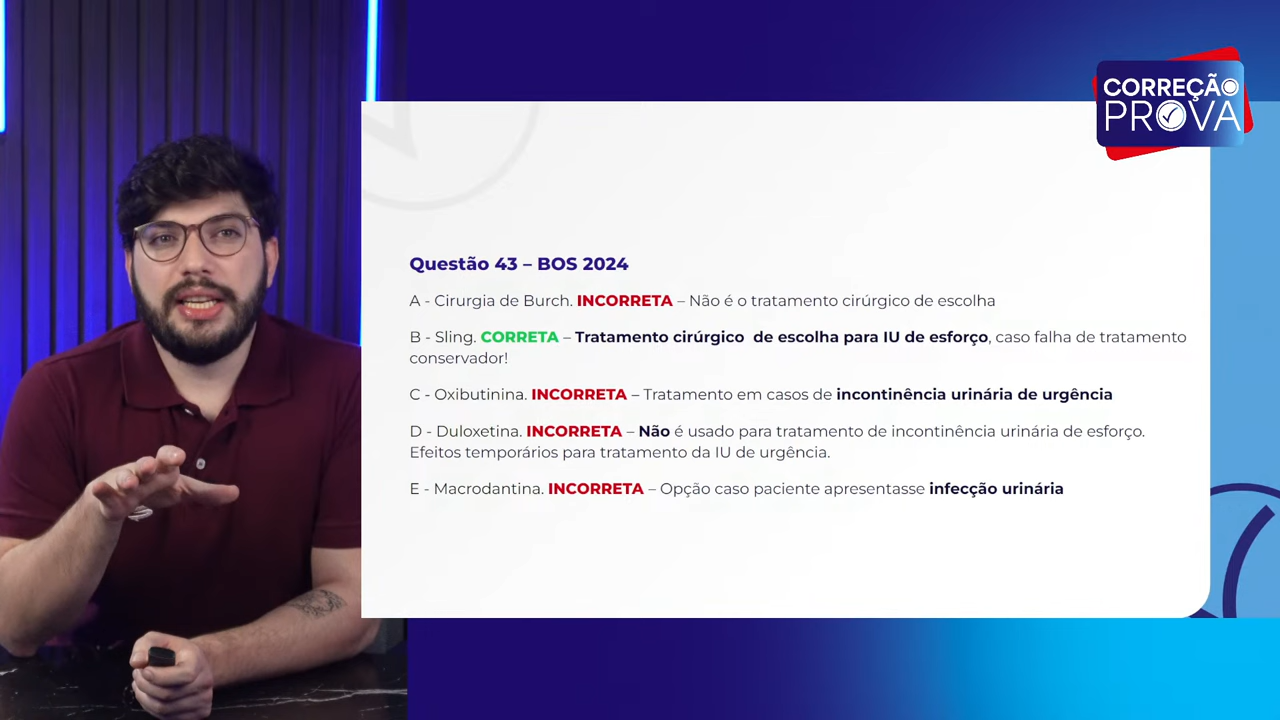 CORREÇÃO
PROVA
Questão 43 – BOS 2024
A - Cirurgia de Burch. INCORRETA – Não é o tratamento cirúrgico de escolha
B - Sling. CORRETA – Tratamento cirúrgico de escolha para IU de esforço, caso falha de tratamento
conservador!
C - Oxibutinina. INCORRETA – Tratamento em casos de incontinência urinária de urgência
D - Duloxetina. INCORRETA – Não é usado para tratamento de incontinência urinária de esforço.
Efeitos temporários para tratamento da IU de urgência.
E - Macrodantina. INCORRETA – Opção caso paciente apresentasse infecção urinária